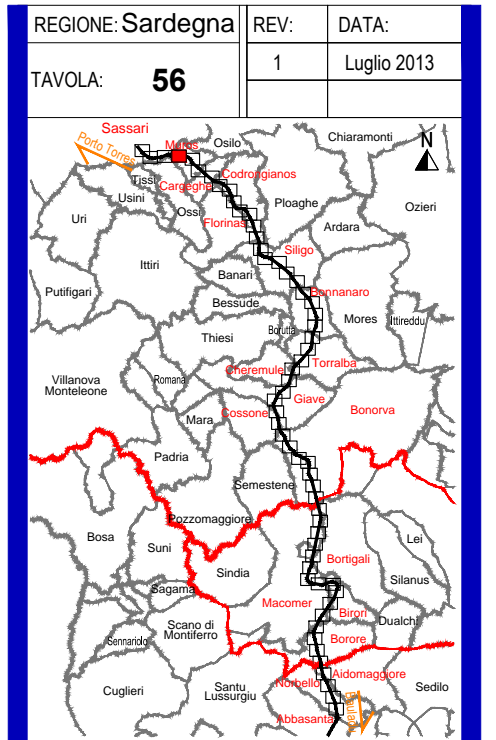 REGIONE: Sardegna
REV:
DATA:
TAVOLA: 56
1
Luglio 2013
Sassari
Porto Torres
Muros
Osilo
Chiaramonti
N
Tissi
Cargeghe
Codrongianos
Usini
Ossi
Ploaghe
Ozieri
Uri
Florinas
Ardara
Siligo
Ittiri
Banari
Putifigari
Bessude
Bonnanaro
Thiesi
Borutta
Mores
Ittireddu
Cheremule
Torralba
Villanova
Monteleone
Romana
Giave
Cossone
Bonorva
Mara
Padria
Semestene
Pozzomaggiore
Bosa
Suni
Lei
Bortigali
Sindia
Silanus
Sagama
Macomer
Birori
Dualchi
Scano di
Montiferro
Sennariolo
Borore
Aidomaggiore
Norbello
Sedilo
Cuglieri
Santu
Lussurgiu
Abbasanta